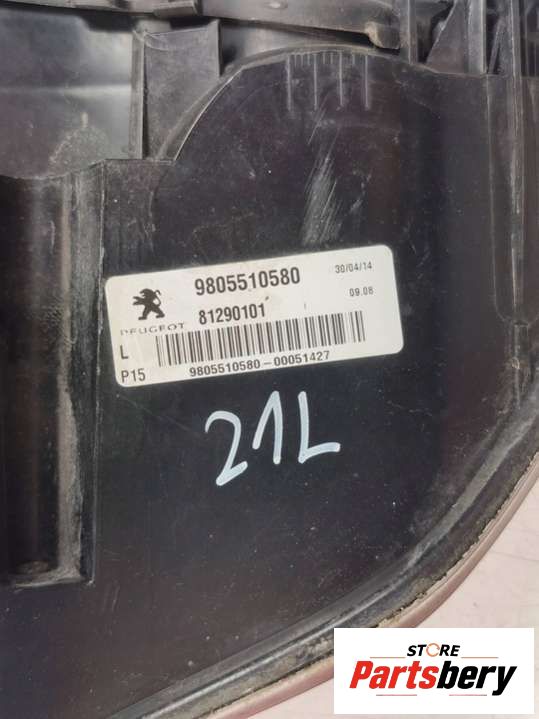 9805510580 30/04/14
PEUGEOT 81290101 09.08
L
P15 9805510580-00051427
21L
STORE
Partsbery